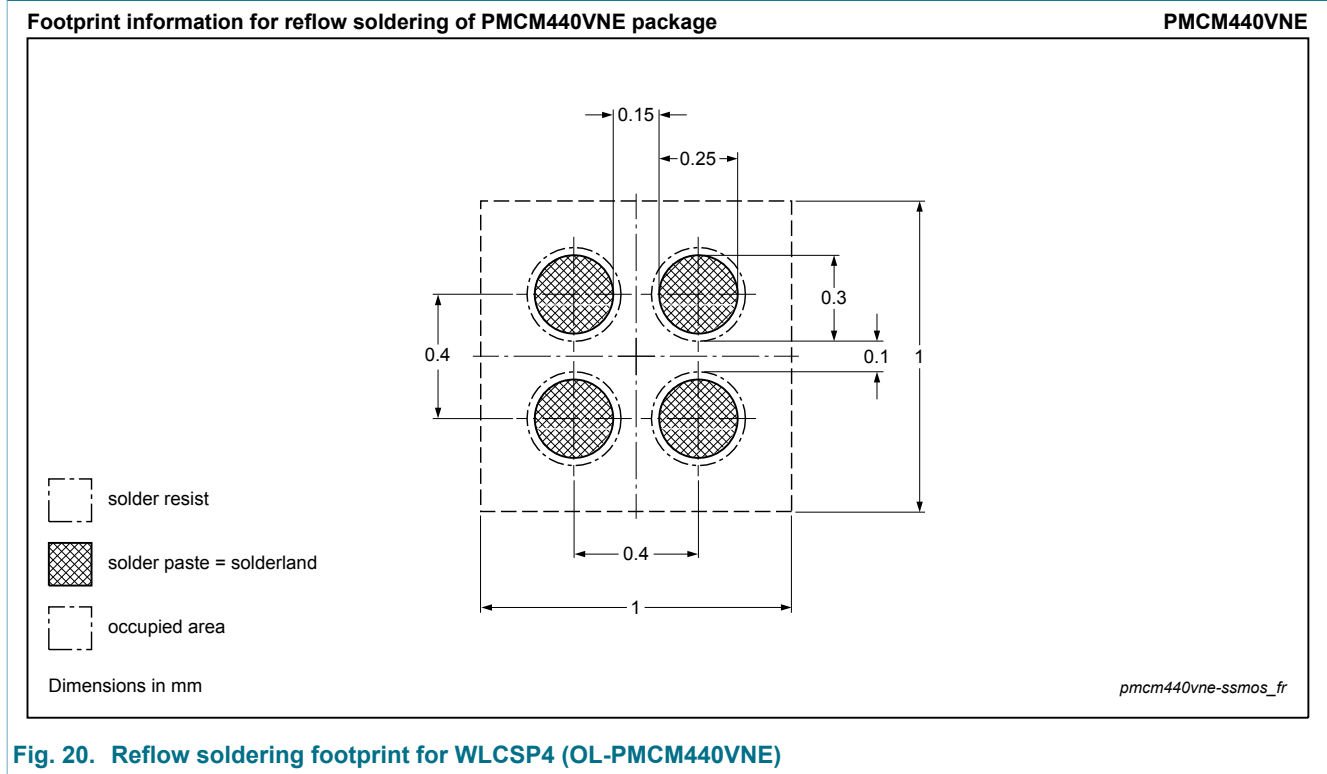 Footprint information for reflow soldering of PMCM440VNE package PMCM440VNE
0.15
0.25
0.3
0.4 0.1 1
solder resist
0.4
solder paste = solderland
1
occupied area
Dimensions in mm pmcm440vne-ssmos_fr
Fig. 20. Reflow soldering footprint for WLCSP4 (OL-PMCM440VNE)